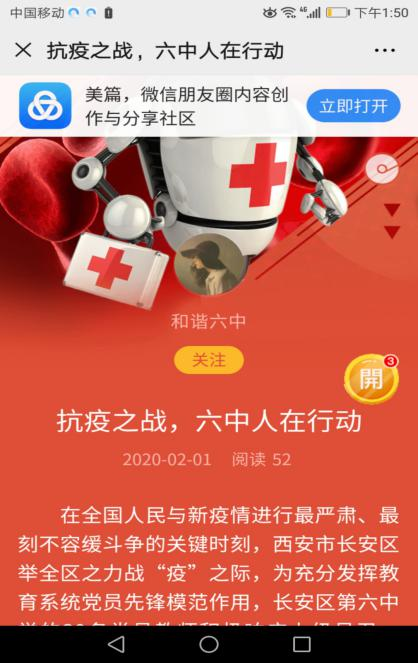 中国移动 4G 下午1:50
抗疫之战，六中人在行动
美篇，微信朋友圈内容创
作与分享社区
立即打开
和谐六中
关注
開
3
抗疫之战，六中人在行动
2020-02-01 阅读 52
在全国人民与新疫情进行最严肃、最
刻不容缓斗争的关键时刻，西安市长安区
举全区之力战“疫”之际，为充分发挥教
育系统党员先锋模范作用，长安区第六中